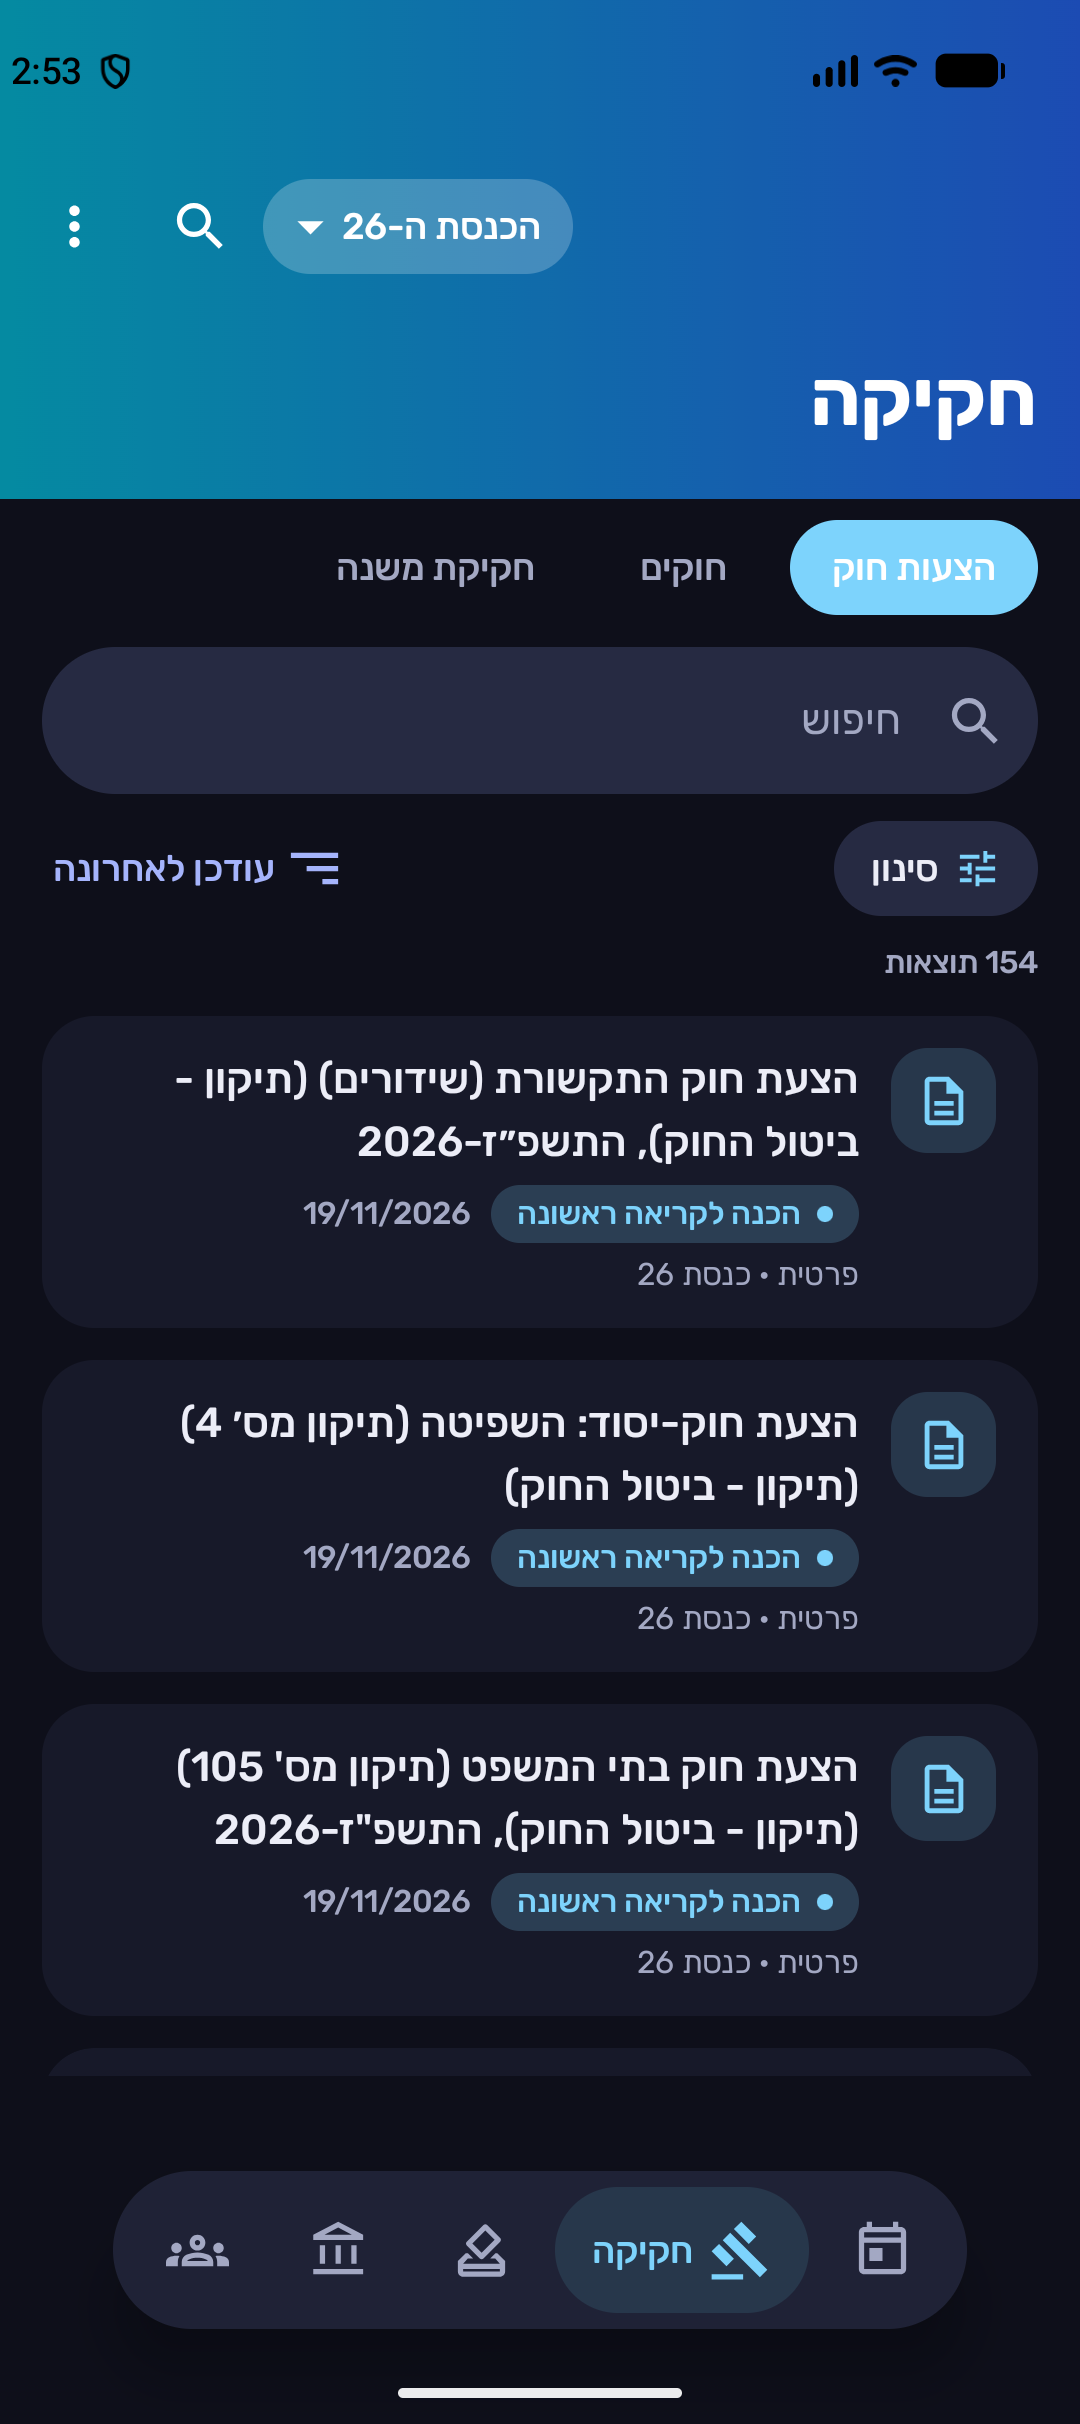 2:53
הכנסת ה-26
חקיקה
הצעות חוק
חוקים
חקיקת משנה
חיפוש
סינון
עודכן לאחרונה
154 תוצאות
הצעת חוק התקשורת (שידורים) (תיקון -
ביטול החוק), התשפ״ז-2026
הכנה לקריאה ראשונה
19/11/2026
פרטית • כנסת 26
הצעת חוק-יסוד: השפיטה (תיקון מס׳ 4)
(תיקון - ביטול החוק)
הכנה לקריאה ראשונה
19/11/2026
פרטית • כנסת 26
הצעת חוק בתי המשפט (תיקון מס' 105)
(תיקון - ביטול החוק), התשפ"ז-2026
הכנה לקריאה ראשונה
19/11/2026
פרטית • כנסת 26
חקיקה